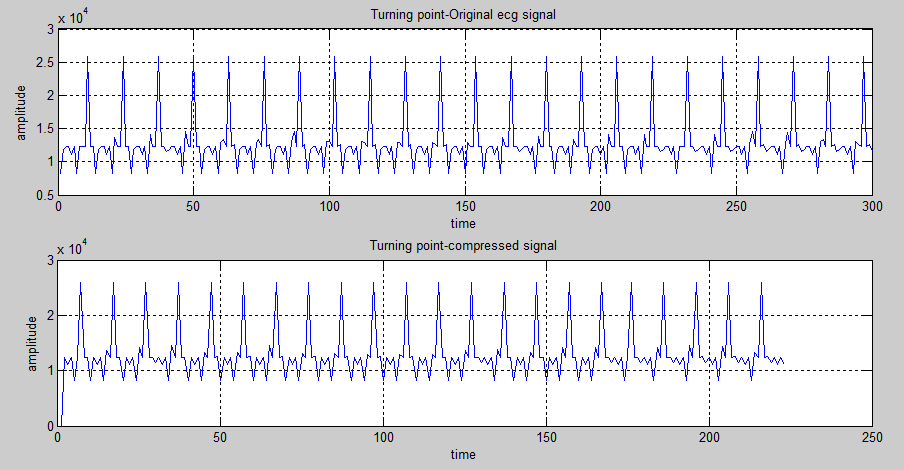 Turning point-Original ecg signal
x 10^4
3
2.5
2
1.5
1
0.5
amplitude
0 50 100 150 200 250 300
time
Turning point-compressed signal
x 10^4
3
2
1
0
amplitude
0 50 100 150 200 250
time